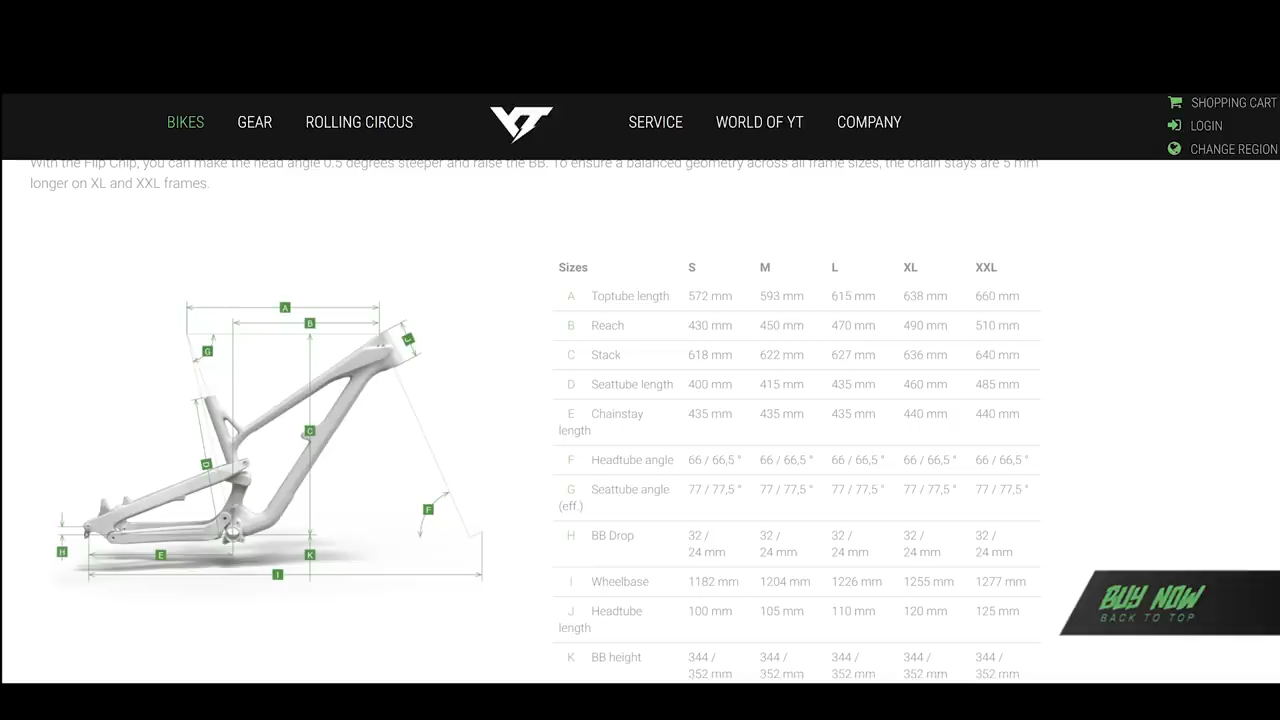 BIKES GEAR ROLLING CIRCUS YT SERVICE WORLD OF YT COMPANY
SHOPPING CART
LOGIN
CHANGE REGION
With the Flip Chip, you can make the head angle 0.5 degrees steeper and raise the BB. To ensure a balanced geometry across all frame sizes, the chain stays are 5 mm
longer on XL and XXL frames.
A
B
G
C
D
F
H
E
K
I
Sizes S M L XL XXL
A Toptube length 572 mm 593 mm 615 mm 638 mm 660 mm
B Reach 430 mm 450 mm 470 mm 490 mm 510 mm
C Stack 618 mm 622 mm 627 mm 636 mm 640 mm
D Seattube length 400 mm 415 mm 435 mm 460 mm 485 mm
E Chainstay 435 mm 435 mm 435 mm 440 mm 440 mm
length
F Headtube angle 66 / 66,5 ° 66 / 66,5 ° 66 / 66,5 ° 66 / 66,5 ° 66 / 66,5 °
G Seattube angle 77 / 77,5 ° 77 / 77,5 ° 77 / 77,5 ° 77 / 77,5 ° 77 / 77,5 °
(eff.)
H BB Drop 32 / 32 / 32 / 32 / 32 /
24 mm 24 mm 24 mm 24 mm 24 mm
I Wheelbase 1182 mm 1204 mm 1226 mm 1255 mm 1277 mm
J Headtube 100 mm 105 mm 110 mm 120 mm 125 mm
length
K BB height 344 / 344 / 344 / 344 / 344 /
352 mm 352 mm 352 mm 352 mm 352 mm
BUY NOW
BACK TO TOP